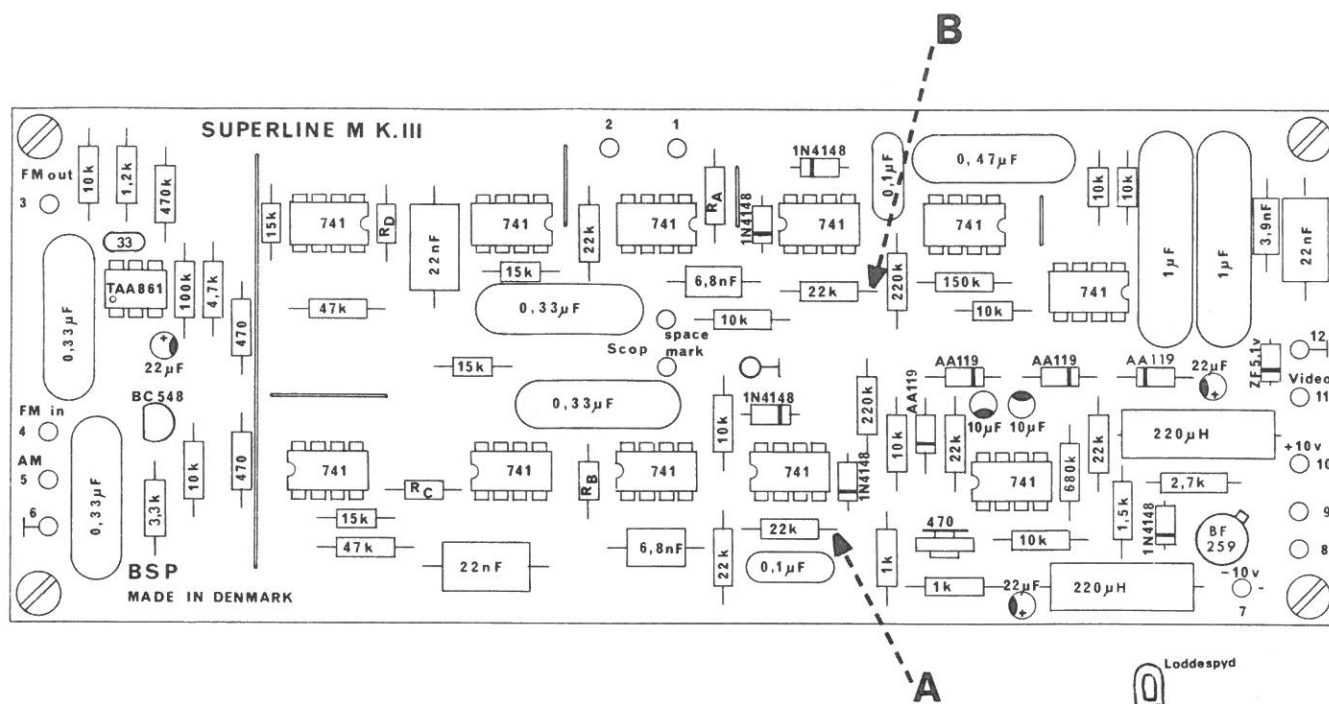 B
SUPERLINE M K.III
2
1
1N4148
0,1µF
0,47µF
FM out
3
10k
1,2k
470k
15k
741
RD
22nF
741
22k
741
RA
1N4148
741
741
10k
10k
1µF
1µF
3,9nF
22nF
33
TAA861
100k
4,7k
15k
6,8nF
22k
220k
150k
741
47k
0,33µF
10k
10k
0,33µF
22µF
470
Scop
space
mark
15k
AA119
AA119
AA119
22µF
ZF5.1v
12
Video
11
BC548
0,33µF
1N4148
220k
AA119
10µF
10µF
220µH
FM in
4
AM
5
6
0,33µF
3,3k
10k
470
741
RC
741
RB
741
10k
741
1N4148
10k
22k
741
680k
22k
+10v
10
2,7k
1,5k
1N4148
BF
259
9
8
15k
47k
22nF
6,8nF
22k
22k
0,1µF
1k
470
10k
1k
22µF
220µH
-10v
-
7
BSP
MADE IN DENMARK
A
Loddespyd